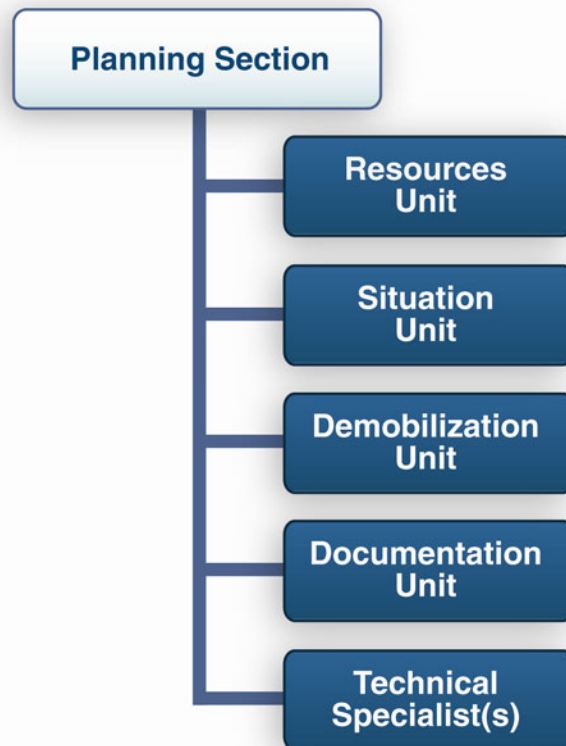 Planning Section
Resources
Unit
Situation
Unit
Demobilization
Unit
Documentation
Unit
Technical
Specialist(s)